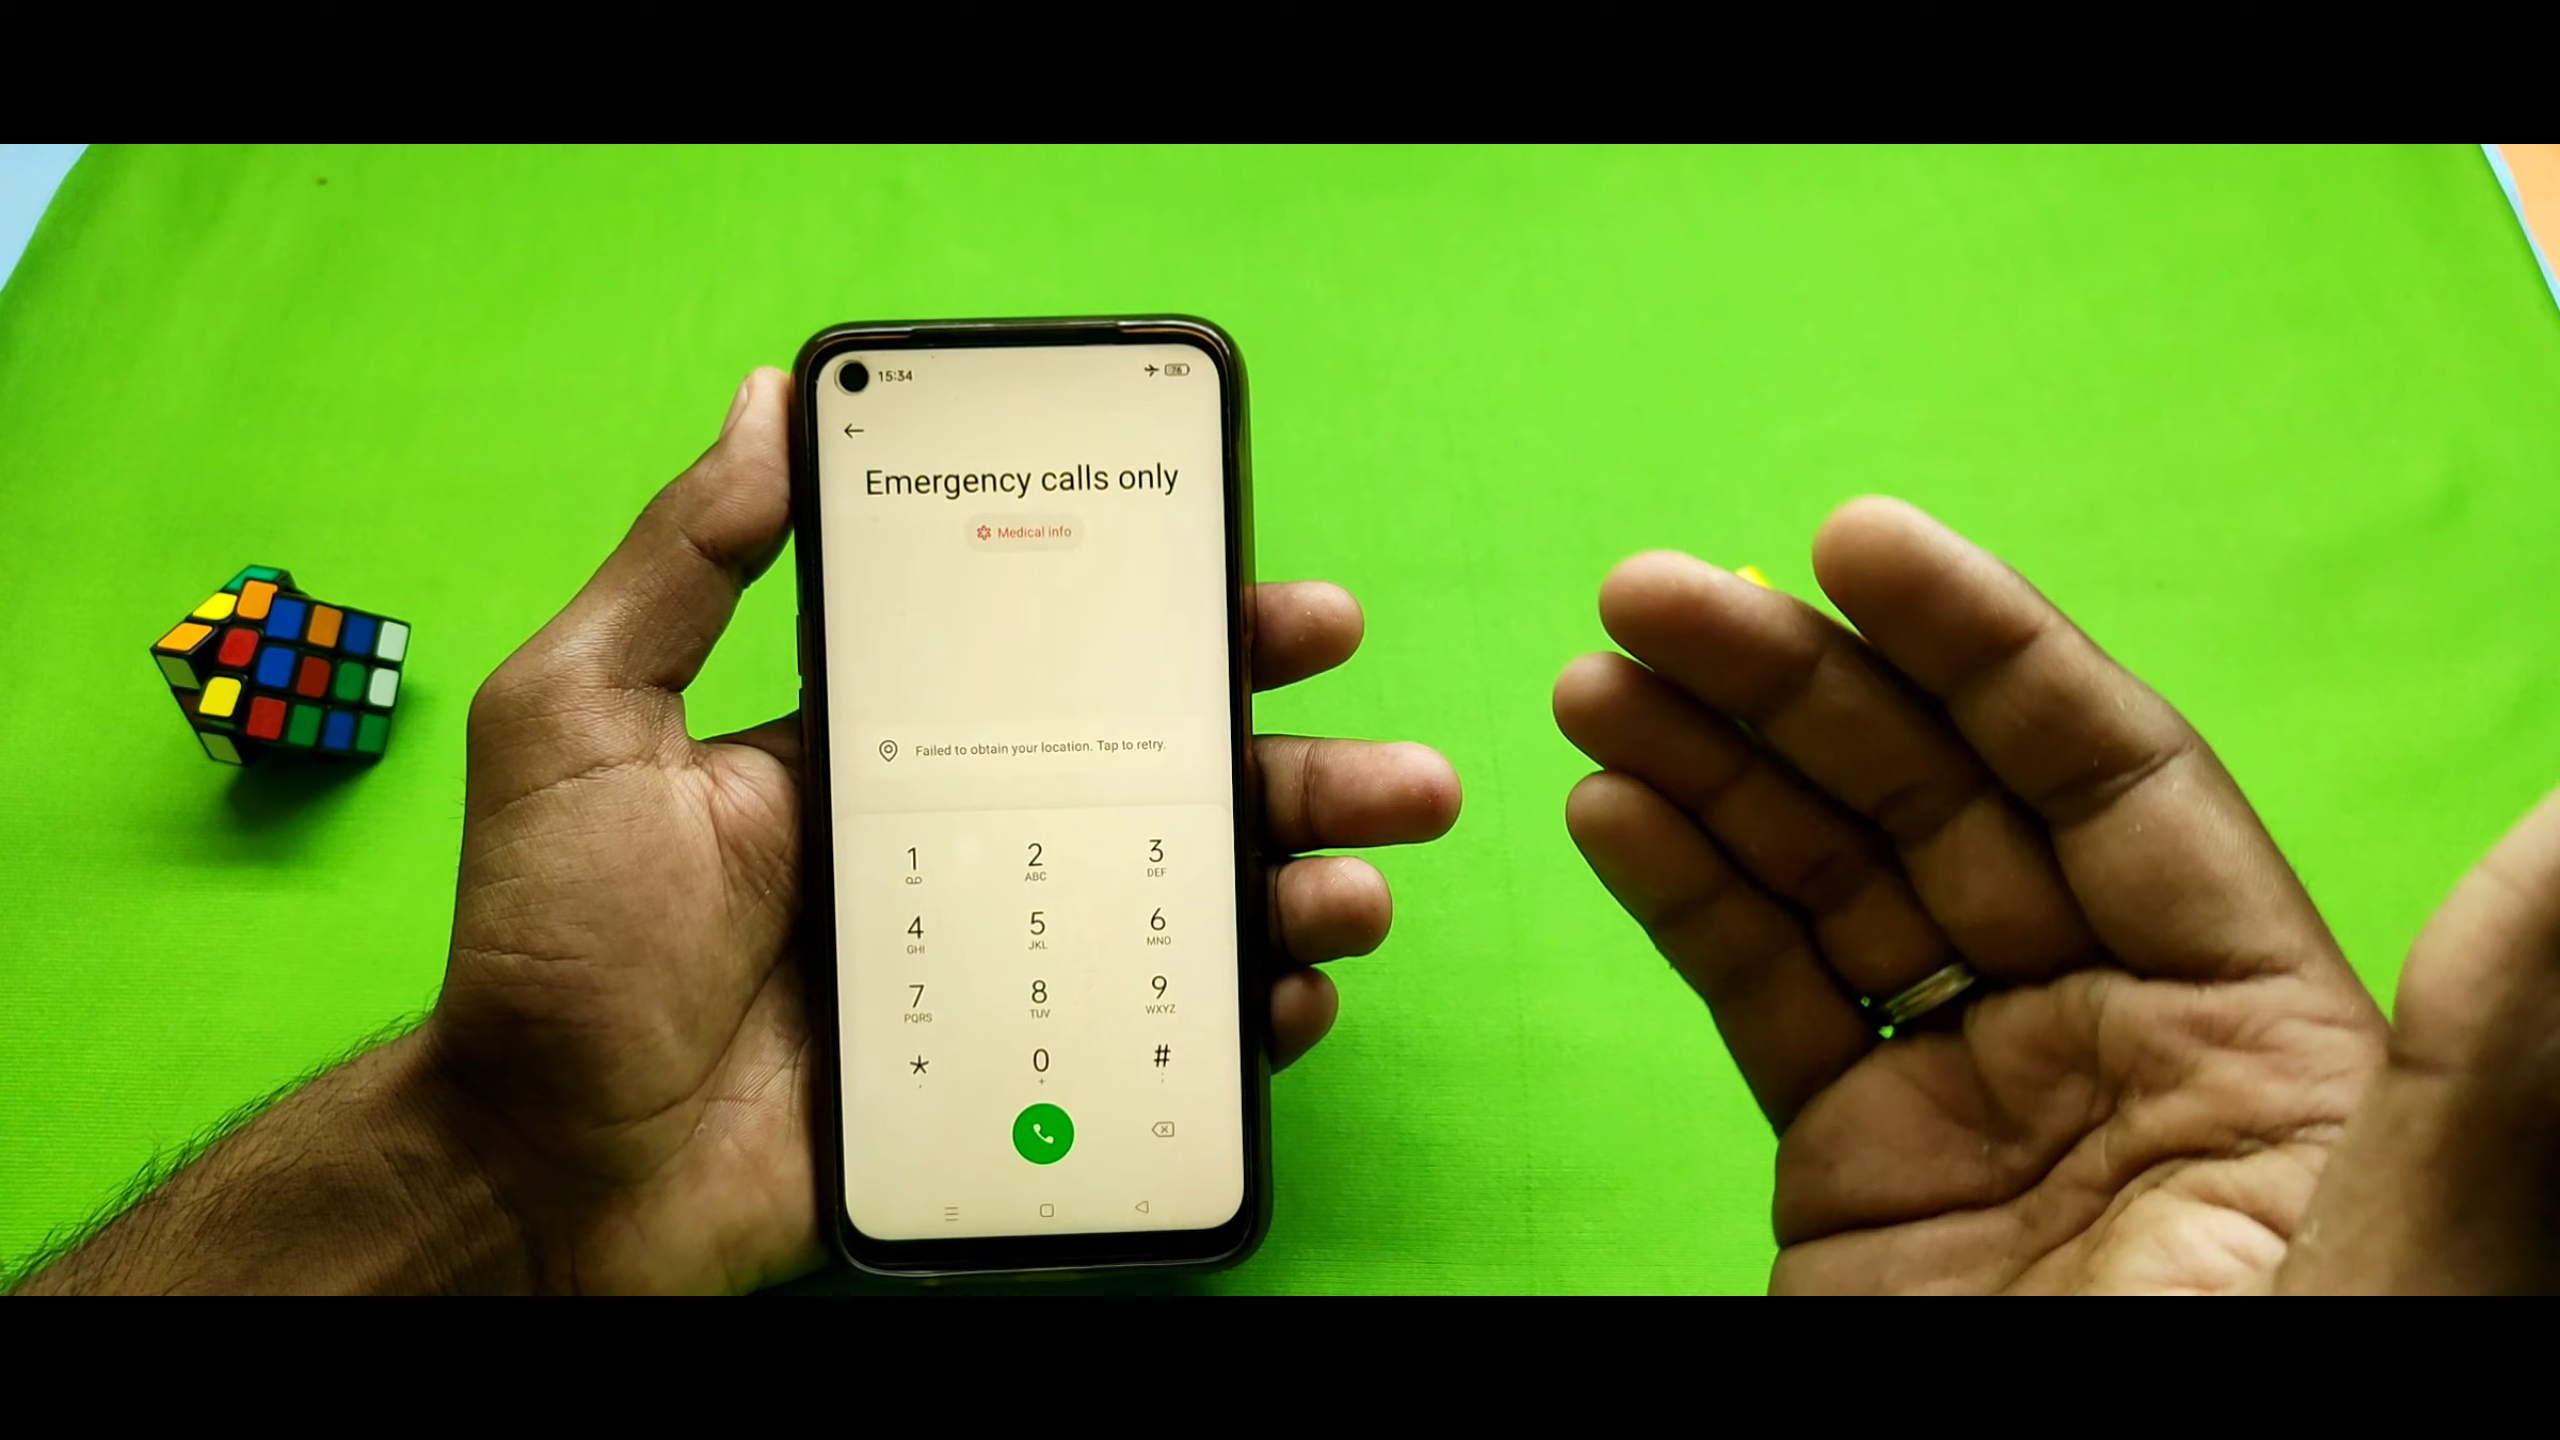 15:34
76
Emergency calls only
Medical info
Failed to obtain your location. Tap to retry.
1 2 3
ABC DEF
4 5 6
GHI JKL MNO
7 8 9
PQRS TUV WXYZ
* 0 #
, + ;